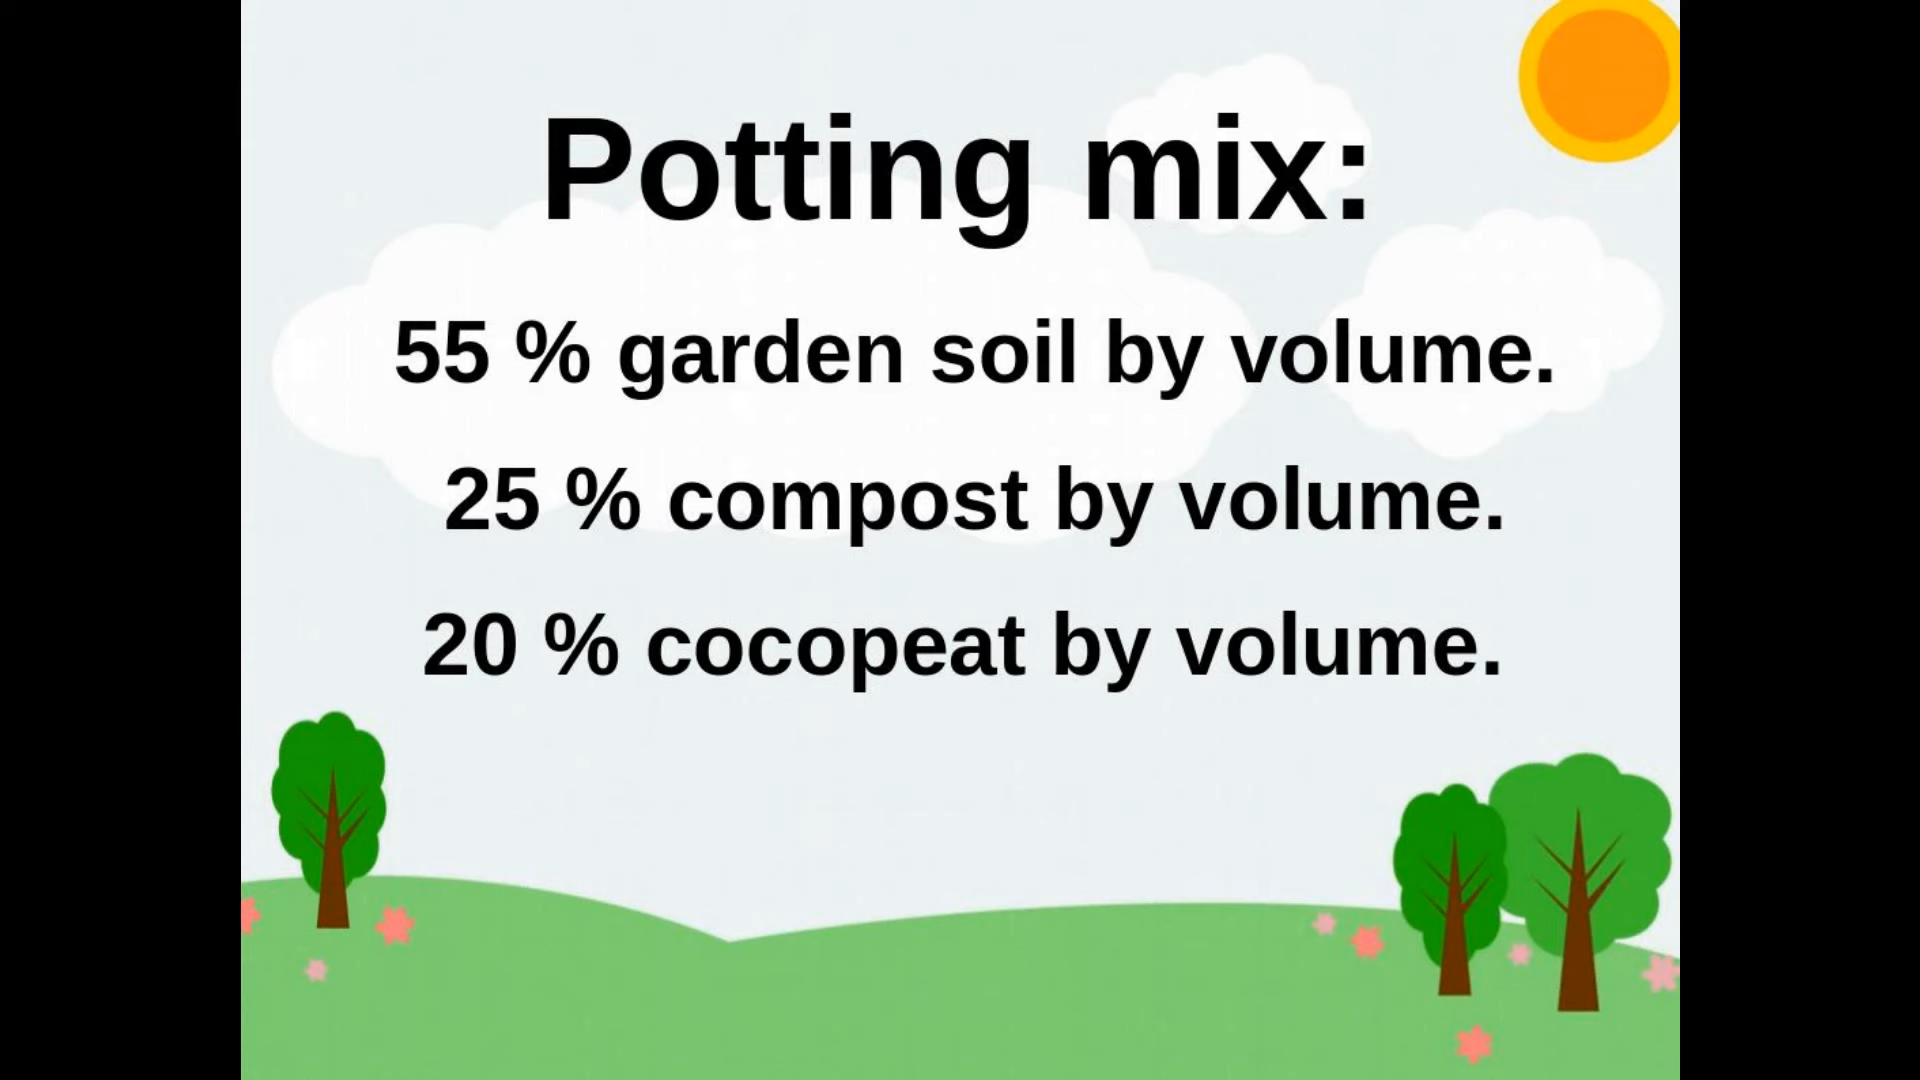 Potting mix:
55 % garden soil by volume.
25 % compost by volume.
20 % cocopeat by volume.